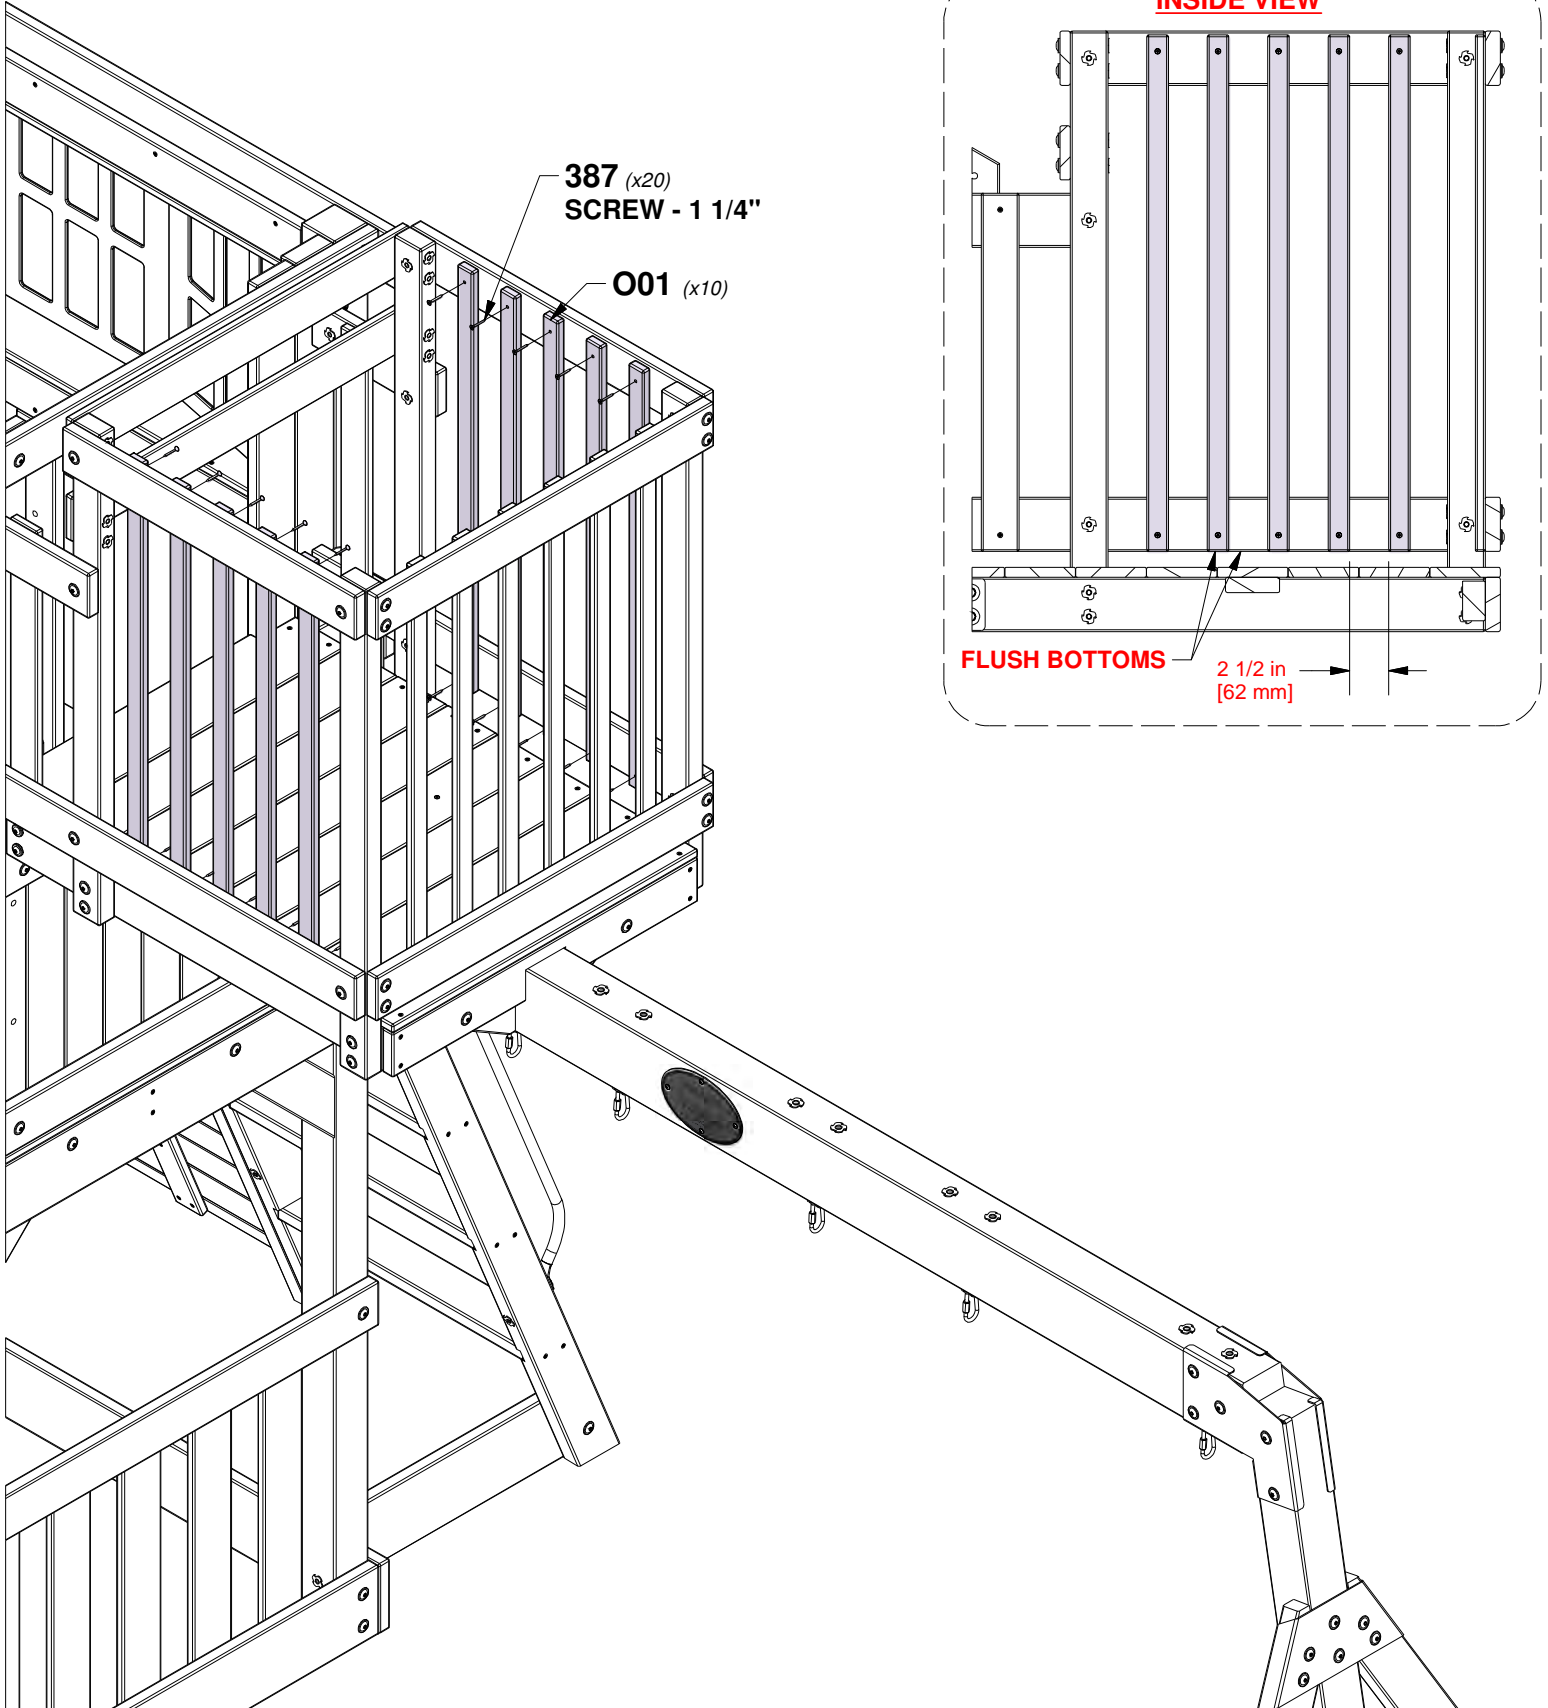 INSIDE VIEW
387 (x20)
SCREW - 1 1/4"
O01 (x10)
FLUSH BOTTOMS
2 1/2 in
[62 mm]